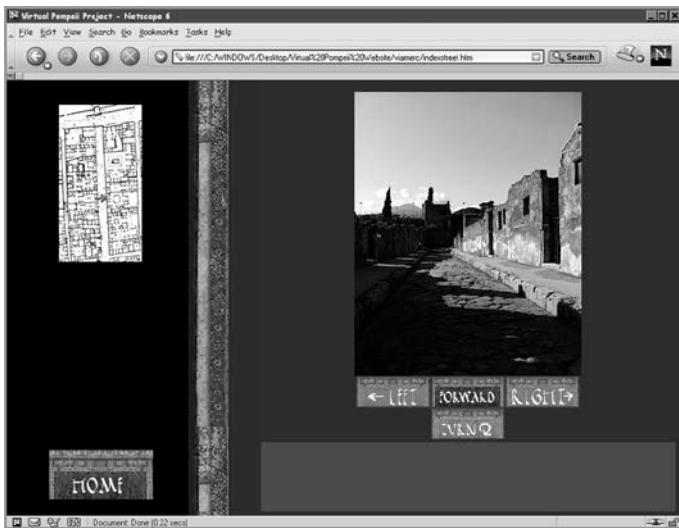 Virtual Pompeii Project - Netscape 6
File Edit View Search Go Bookmarks Tasks Help
file:///C:/WINDOWS/Desktop/Virual%20Pompeii%20Website/viamerc/indexstreet.htm
Search
N
← LEFT FORWARD RIGHT →
TURN
HOME
Document: Done (0.22 secs)